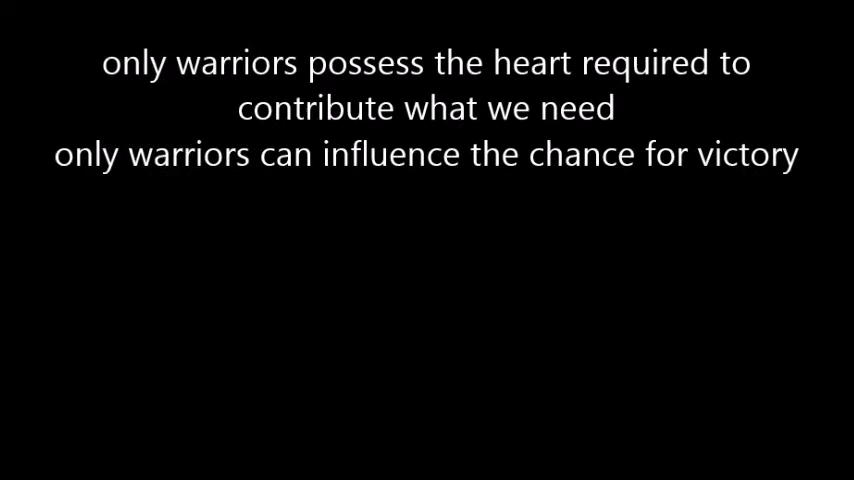 only warriors possess the heart required to
contribute what we need
only warriors can influence the chance for victory